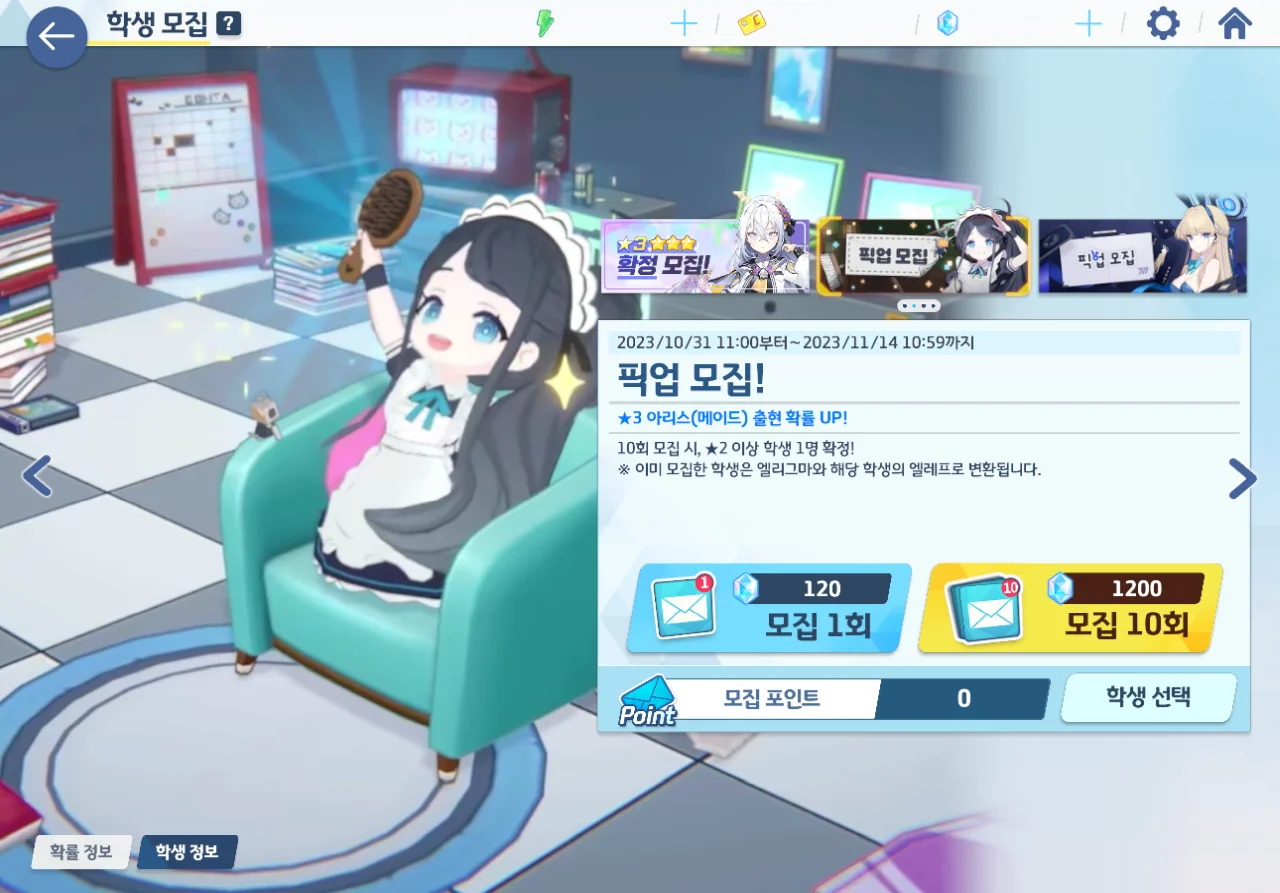 학생 모집 ?
★3 ★★★
확정 모집!
픽업 모집
픽업 모집
2023/10/31 11:00부터~2023/11/14 10:59까지
픽업 모집!
★3 아리스(메이드) 출현 확률 UP!
10회 모집 시, ★2 이상 학생 1명 확정!
※ 이미 모집한 학생은 엘리그마와 해당 학생의 엘레프로 변환됩니다.
1 120
모집 1회
10 1200
모집 10회
Point 모집 포인트 0 학생 선택
확률 정보 학생 정보